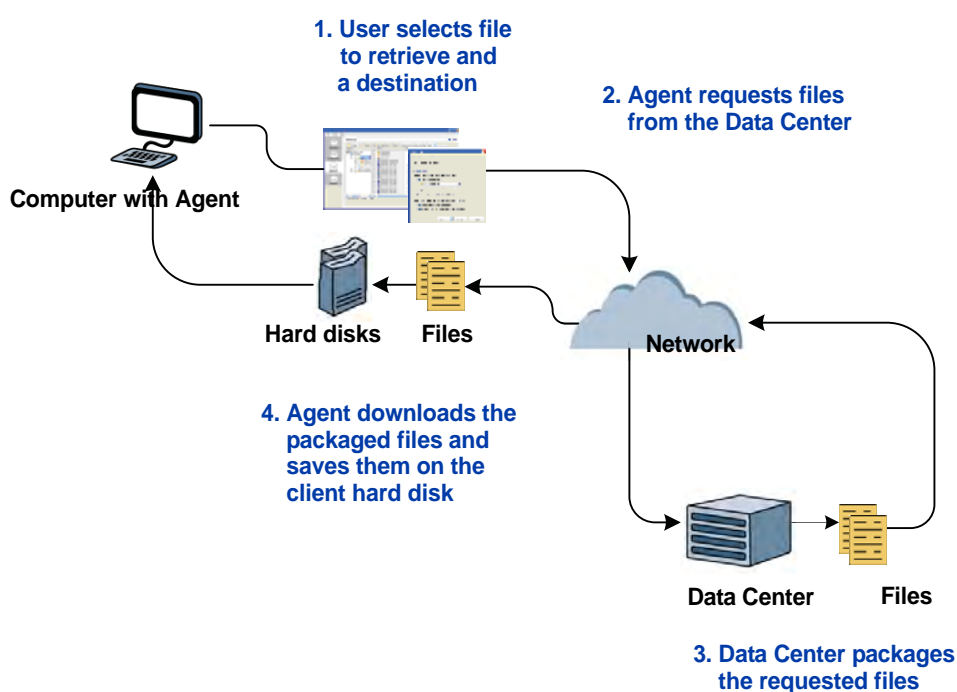 1. User selects file
to retrieve and
a destination
2. Agent requests files
from the Data Center
Computer with Agent
Hard disks
Files
Network
4. Agent downloads the
packaged files and
saves them on the
client hard disk
Data Center
Files
3. Data Center packages
the requested files